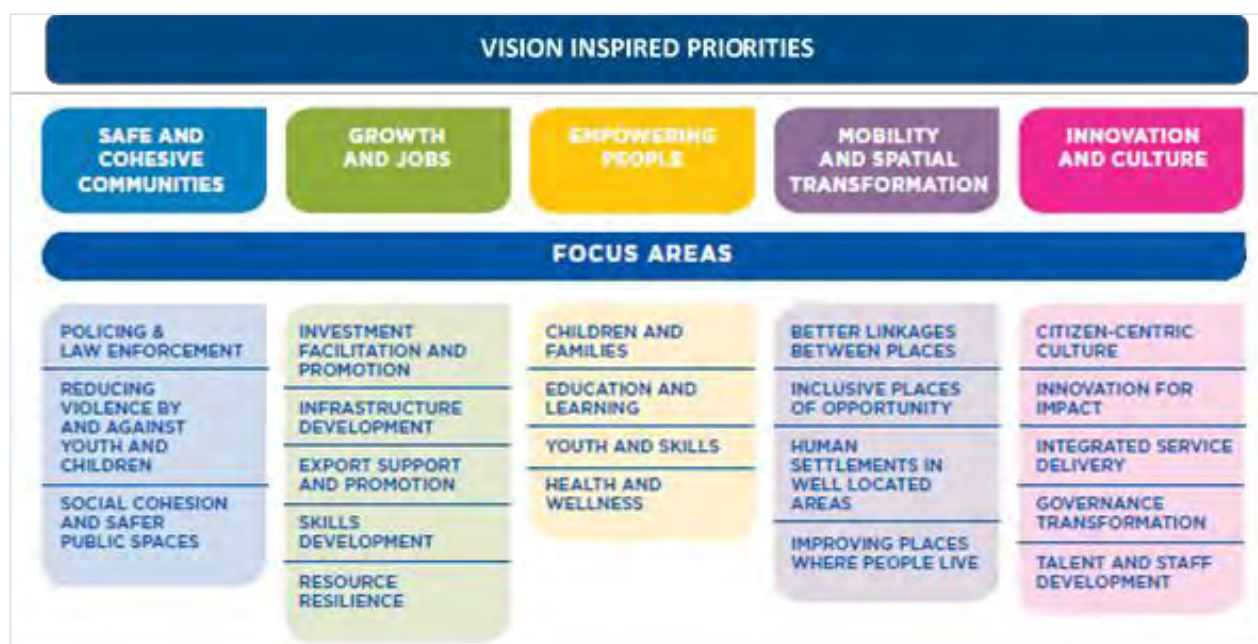 VISION INSPIRED PRIORITIES
SAFE AND
COHESIVE
COMMUNITIES
GROWTH
AND JOBS
EMPOWERING
PEOPLE
MOBILITY
AND SPATIAL
TRANSFORMATION
INNOVATION
AND CULTURE
FOCUS AREAS
POLICING &
LAW ENFORCEMENT
REDUCING
VIOLENCE BY
AND AGAINST
YOUTH AND
CHILDREN
SOCIAL COHESION
AND SAFER
PUBLIC SPACES
INVESTMENT
FACILITATION AND
PROMOTION
INFRASTRUCTURE
DEVELOPMENT
EXPORT SUPPORT
AND PROMOTION
SKILLS
DEVELOPMENT
RESOURCE
RESILIENCE
CHILDREN AND
FAMILIES
EDUCATION AND
LEARNING
YOUTH AND SKILLS
HEALTH AND
WELLNESS
BETTER LINKAGES
BETWEEN PLACES
INCLUSIVE PLACES
OF OPPORTUNITY
HUMAN
SETTLEMENTS IN
WELL LOCATED
AREAS
IMPROVING PLACES
WHERE PEOPLE LIVE
CITIZEN-CENTRIC
CULTURE
INNOVATION FOR
IMPACT
INTEGRATED SERVICE
DELIVERY
GOVERNANCE
TRANSFORMATION
TALENT AND STAFF
DEVELOPMENT